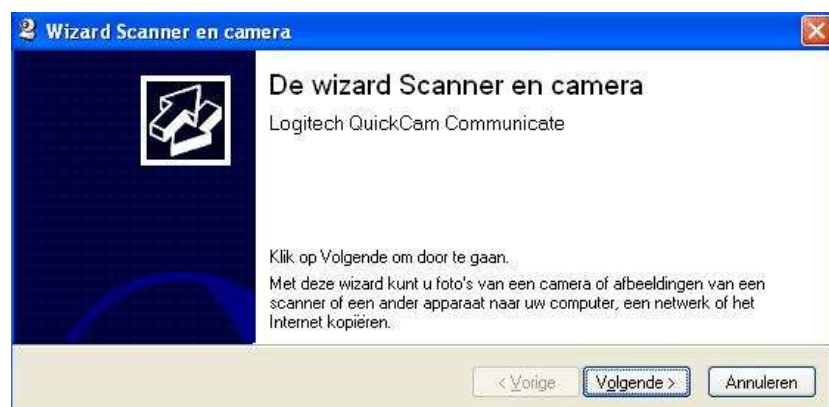 Wizard Scanner en camera
De wizard Scanner en camera
Logitech QuickCam Communicate
Klik op Volgende om door te gaan.
Met deze wizard kunt u foto's van een camera of afbeeldingen van een
scanner of een ander apparaat naar uw computer, een netwerk of het
Internet kopiëren.
< Vorige Volgende > Annuleren